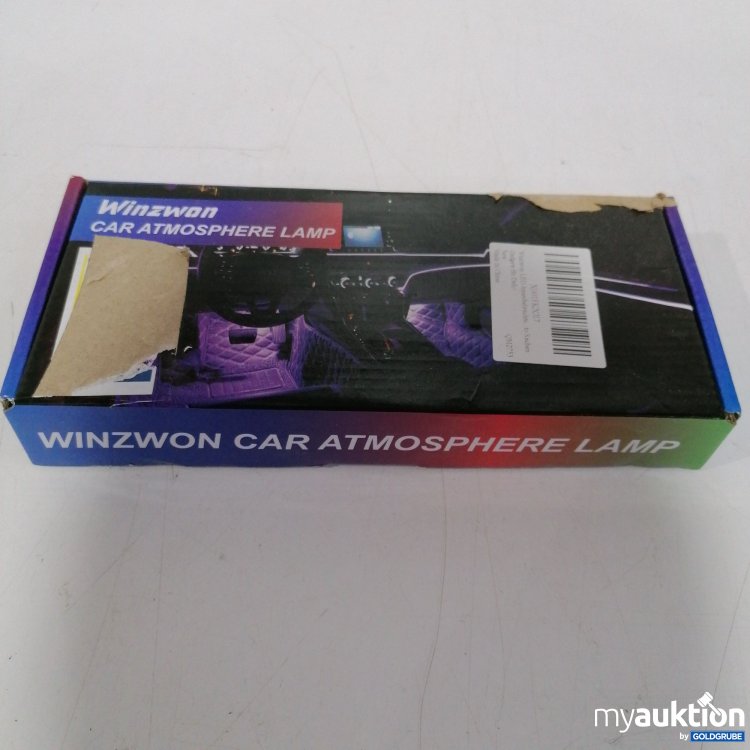 Winzwon
CAR ATMOSPHERE LAMP
WINZWON CAR ATMOSPHERE LAMP
myauktion
by GOLDGRUBE